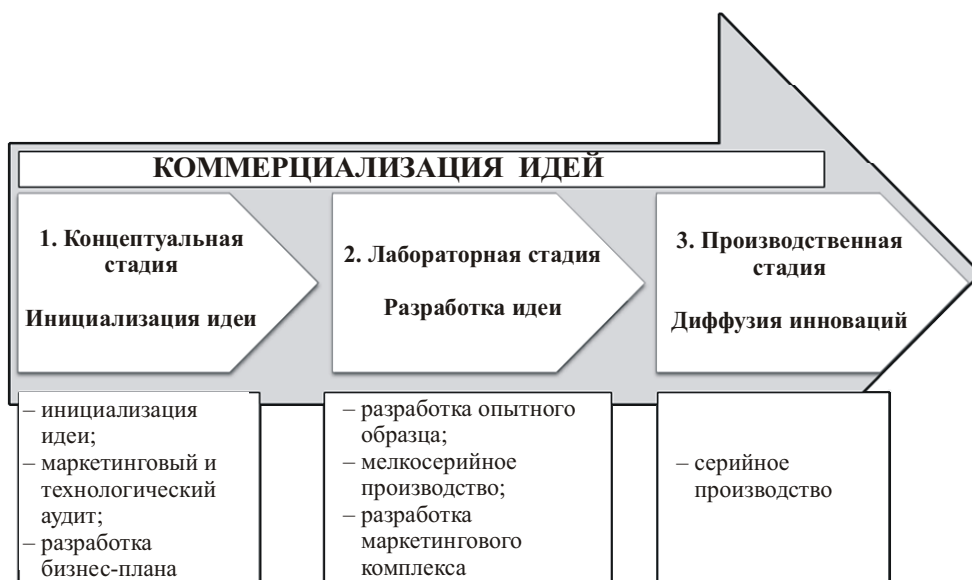 КОММЕРЦИАЛИЗАЦИЯ ИДЕЙ
1. Концептуальная
стадия
Инициализация идеи
2. Лабораторная стадия
Разработка идеи
3. Производственная
стадия
Диффузия инноваций
– инициализация
идеи;
– маркетинговый и
технологический
аудит;
– разработка
бизнес-плана
– разработка опытного
образца;
– мелкосерийное
производство;
– разработка
маркетингового
комплекса
– серийное
производство